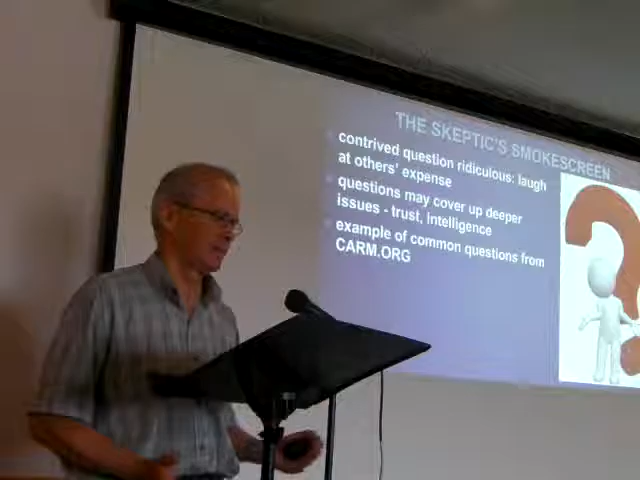 THE SKEPTIC'S SMOKESCREEN
contrived question ridiculous: laugh
at others' expense
questions may cover up deeper
issues - trust, Intelligence
example of common questions from
CARM.ORG